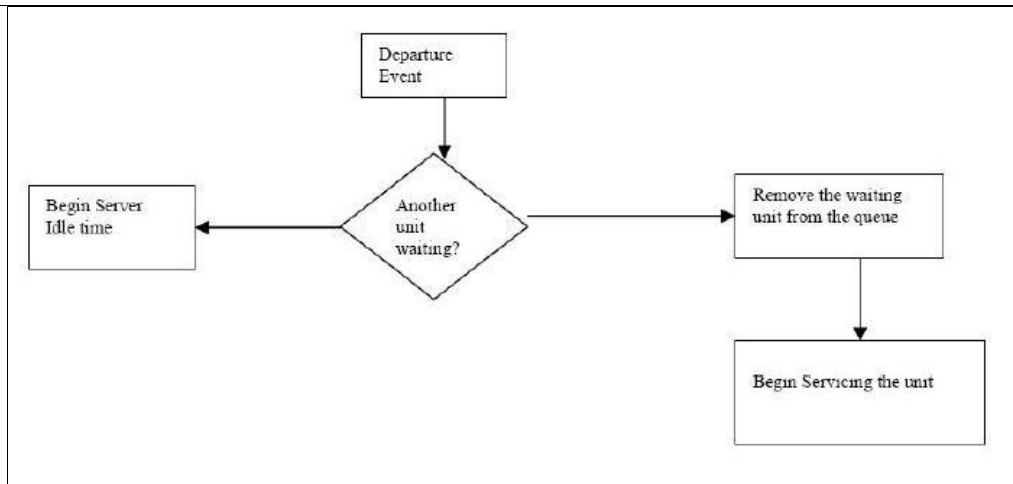 Departure
Event
Begin Server
Idle time
Another
unit
waiting?
Remove the waiting
unit from the queue
Begin Servicing the unit